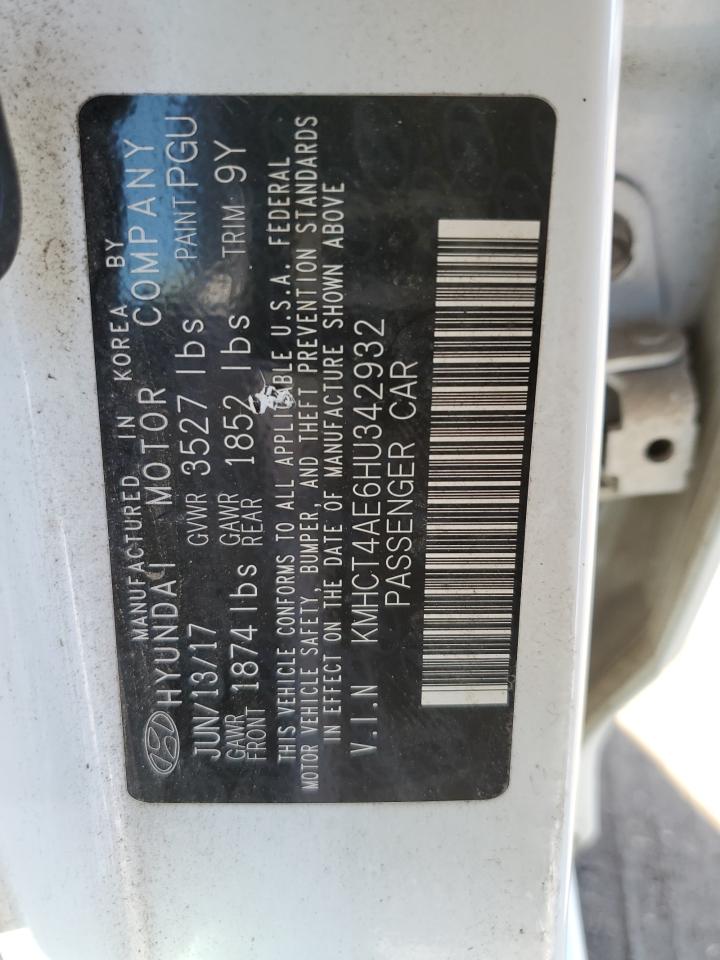 MANUFACTURED IN KOREA BY
HYUNDAI MOTOR COMPANY
JUN/13/17 GVWR 3527 lbs PAINT PGU
GAWR FRONT 1874 lbs GAWR REAR 1852 lbs TRIM 9Y
THIS VEHICLE CONFORMS TO ALL APPLICABLE U.S.A. FEDERAL
MOTOR VEHICLE SAFETY, BUMPER, AND THEFT PREVENTION STANDARDS
IN EFFECT ON THE DATE OF MANUFACTURE SHOWN ABOVE
V.I.N KMHCT4AE6HU342932
PASSENGER CAR